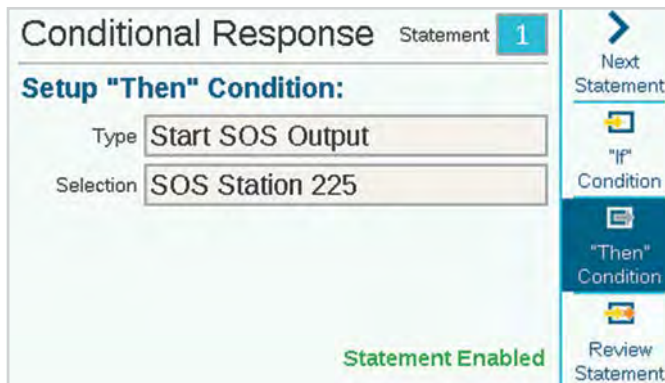 Conditional Response Statement 1
Setup "Then" Condition:
Type Start SOS Output
Selection SOS Station 225
Statement Enabled
Next
Statement
"If"
Condition
"Then"
Condition
Review
Statement